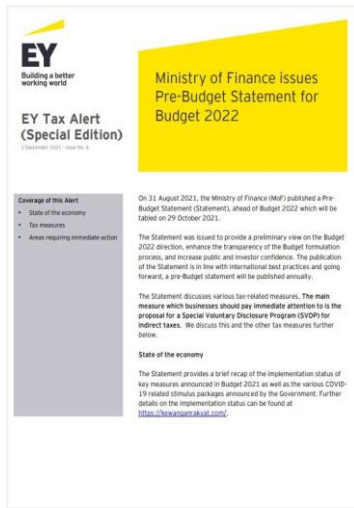 EY
Building a better
working world
EY Tax Alert
(Special Edition)
2 September 2021 - Issue No. 6
Ministry of Finance issues
Pre-Budget Statement for
Budget 2022
Coverage of this Alert
• State of the economy
• Tax measures
• Areas requiring immediate action
On 31 August 2021, the Ministry of Finance (MoF) published a Pre-
Budget Statement (Statement), ahead of Budget 2022 which will be
tabled on 29 October 2021.
The Statement was issued to provide a preliminary view on the Budget
2022 direction, enhance the transparency of the Budget formulation
process, and increase public and investor confidence. The publication
of the Statement is in line with international best practices and going
forward, a pre-Budget statement will be published annually.
The Statement discusses various tax-related measures. The main
measure which businesses should pay immediate attention to is the
proposal for a Special Voluntary Disclosure Program (SVDP) for
indirect taxes. We discuss this and the other tax measures further
below.
State of the economy
The Statement provides a brief recap of the implementation status of
key measures announced in Budget 2021 as well as the various COVID-
19 related stimulus packages announced by the Government. Further
details on the implementation status can be found at
https://kewanganrakyat.com/.